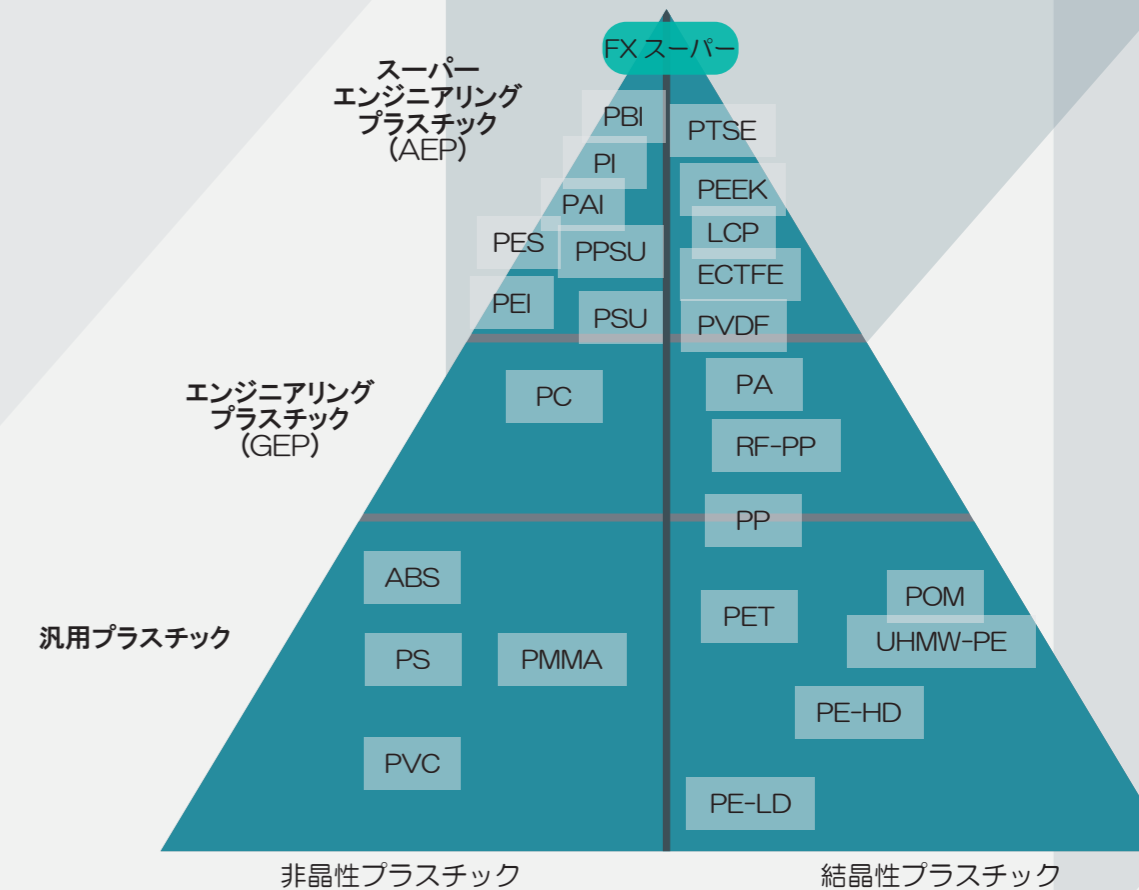 FX スーパー
スーパー
エンジニアリング
プラスチック
(AEP)
PBI
PTSE
PI
PEEK
PAI
LCP
PES
PPSU
ECTFE
PEI
PSU
PVDF
エンジニアリング
プラスチック
(GEP)
PC
PA
RF-PP
PP
汎用プラスチック
ABS
PET
POM
PS
PMMA
UHMW-PE
PE-HD
PVC
PE-LD
非晶性プラスチック
結晶性プラスチック